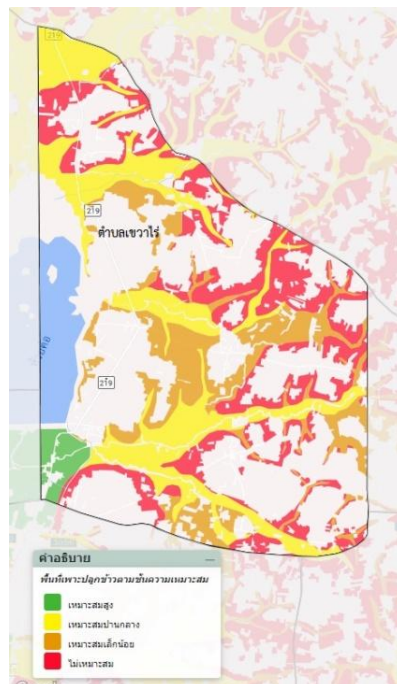 219
219
ตำบลเขวาไร่
219
คำอธิบาย
พื้นที่เพาะปลูกข้าวตามชั้นความเหมาะสม
เหมาะสมสูง
เหมาะสมปานกลาง
เหมาะสมเล็กน้อย
ไม่เหมาะสม